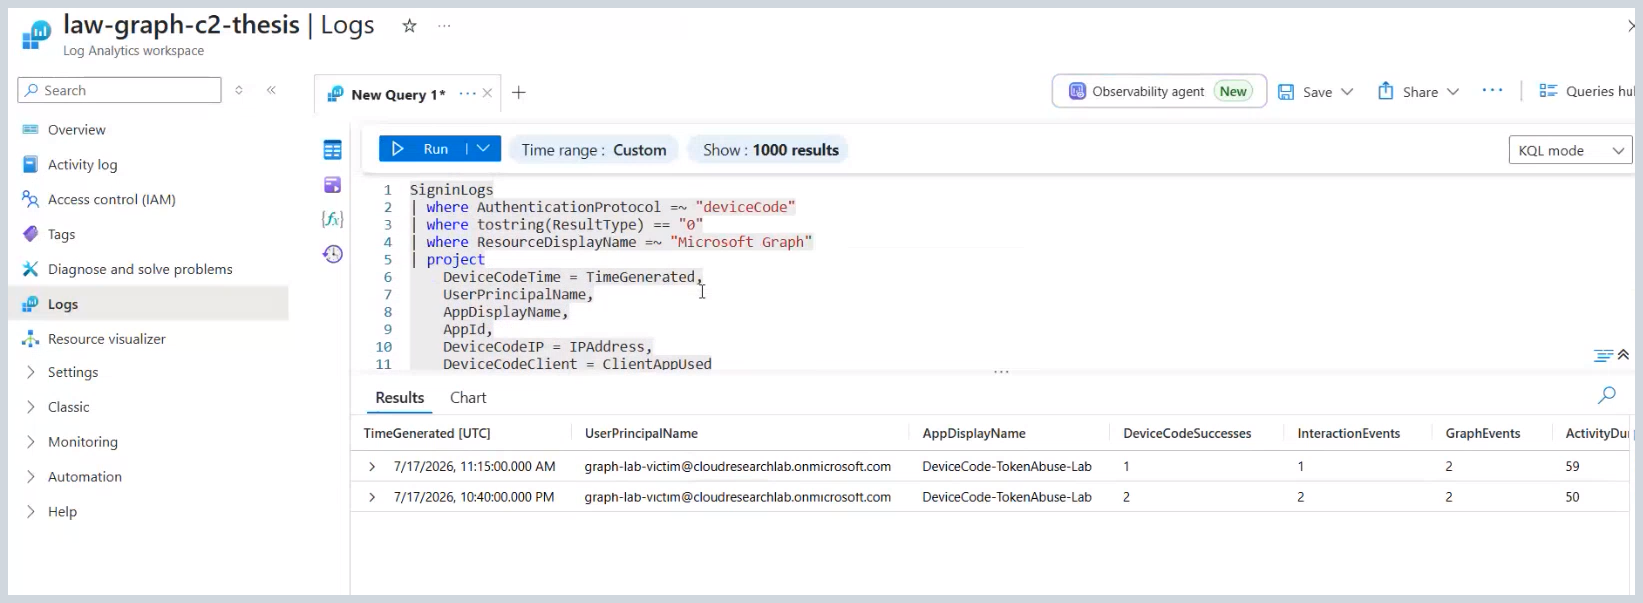 law-graph-c2-thesis | Logs
Log Analytics workspace
Search
Overview
Activity log
Access control (IAM)
Tags
Diagnose and solve problems
Logs
Resource visualizer
Settings
Classic
Monitoring
Automation
Help
New Query 1*
Observability agent New
Save
Share
Queries hu
Run
Time range : Custom
Show : 1000 results
KQL mode
1 SigninLogs
2 | where AuthenticationProtocol =~ "deviceCode"
3 | where tostring(ResultType) == "0"
4 | where ResourceDisplayName =~ "Microsoft Graph"
5 | project
6 DeviceCodeTime = TimeGenerated,
7 UserPrincipalName,
8 AppDisplayName,
9 AppId,
10 DeviceCodeIP = IPAddress,
11 DeviceCodeClient = ClientAppUsed
Results Chart
TimeGenerated [UTC] UserPrincipalName AppDisplayName DeviceCodeSuccesses InteractionEvents GraphEvents ActivityDu
7/17/2026, 11:15:00.000 AM graph-lab-victim@cloudresearchlab.onmicrosoft.com DeviceCode-TokenAbuse-Lab 1 1 2 59
7/17/2026, 10:40:00.000 PM graph-lab-victim@cloudresearchlab.onmicrosoft.com DeviceCode-TokenAbuse-Lab 2 2 2 50